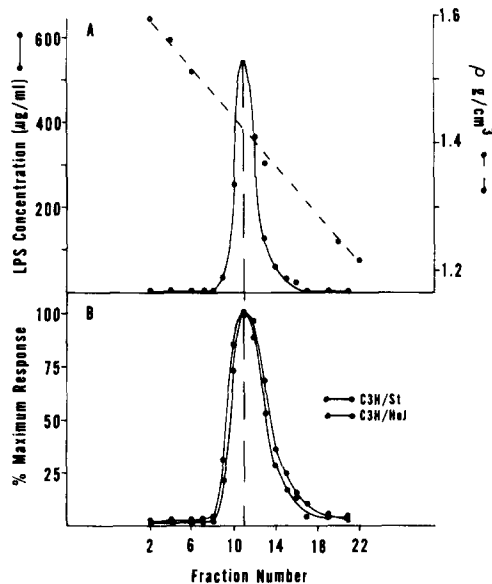 A
LPS Concentration (µg/ml)
600
400
200
1.6
1.4
1.2
ρ g/cm³
B
% Maximum Response
100
75
50
25
C3H/St
C3H/HeJ
2 6 10 14 18 22
Fraction Number